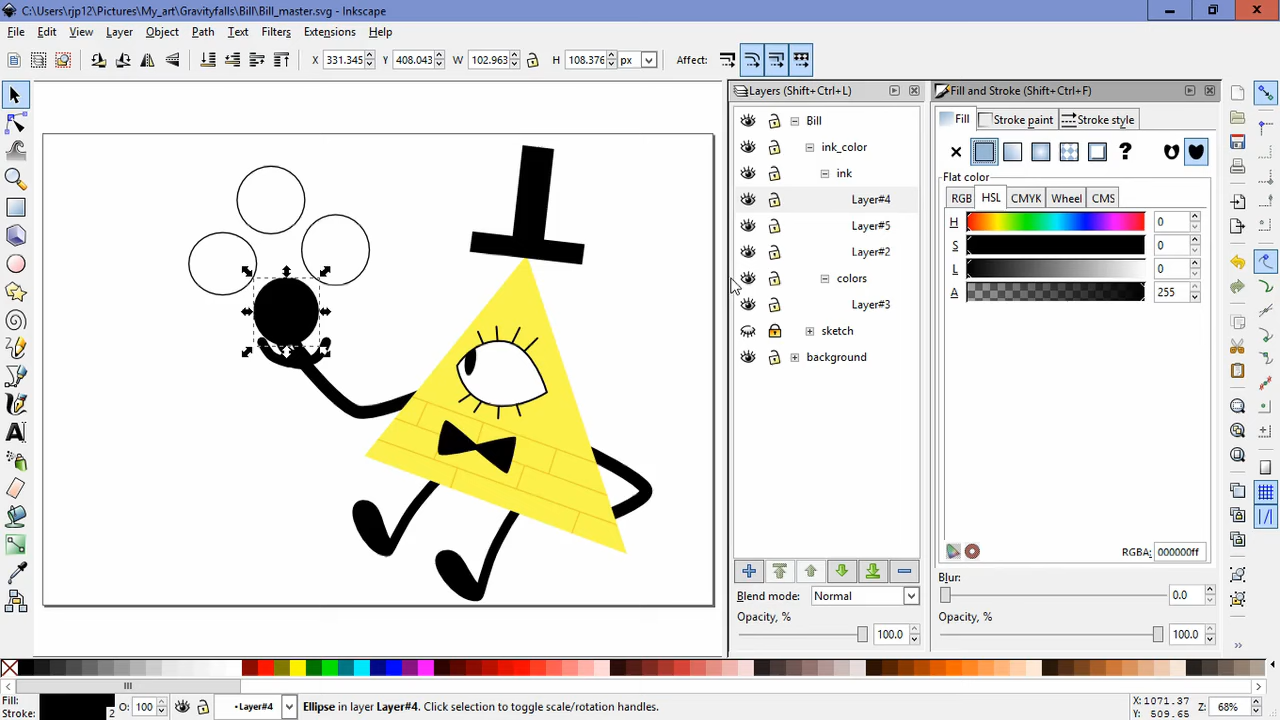 C:\Users\rjp12\Pictures\My_art\Gravityfalls\Bill\Bill_master.svg - Inkscape
File Edit View Layer Object Path Text Filters Extensions Help
X 331.345 Y 408.043 W 102.963 H 108.376 px Affect:
Layers (Shift+Ctrl+L)
Bill
ink_color
ink
Layer#4
Layer#5
Layer#2
colors
Layer#3
sketch
background
Blend mode: Normal
Opacity, %
100.0
Fill and Stroke (Shift+Ctrl+F)
Fill Stroke paint Stroke style
?
Flat color
RGB HSL CMYK Wheel CMS
H 0
S 0
L 0
A 255
RGBA: 000000ff
Blur:
0.0
Opacity, %
100.0
Fill:
Stroke: 2
O: 100
•Layer#4
Ellipse in layer Layer#4. Click selection to toggle scale/rotation handles.
X: 1071.37
Y: 509.65
Z: 68%